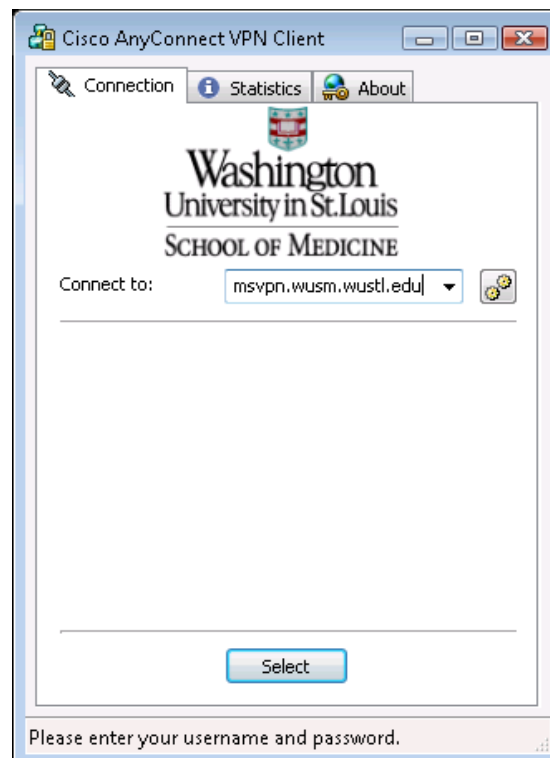 Cisco AnyConnect VPN Client
Connection Statistics About
Washington
University in St.Louis
SCHOOL OF MEDICINE
Connect to: msvpn.wusm.wustl.edu
Select
Please enter your username and password.